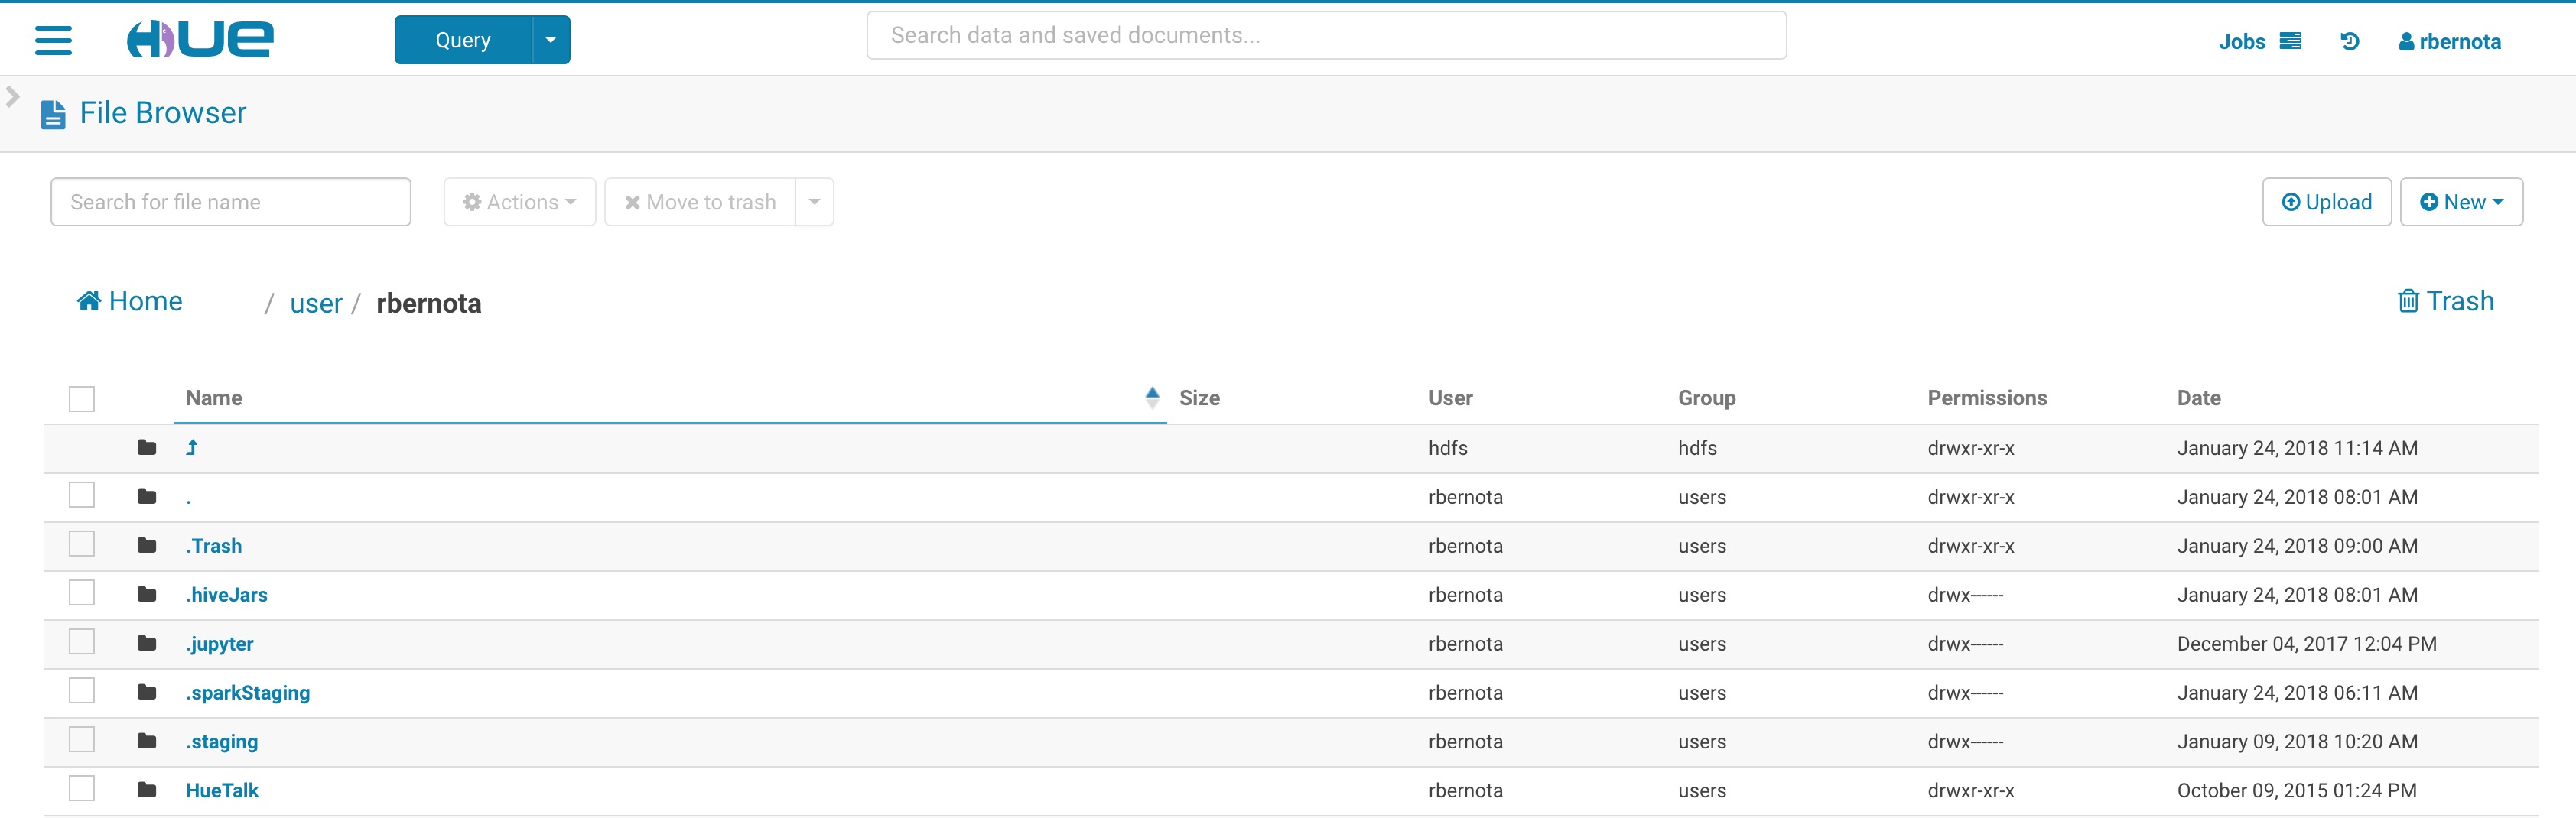 HUE Query Search data and saved documents... Jobs rbernota
File Browser
Search for file name Actions Move to trash Upload New
Home / user / rbernota Trash
Name Size User Group Permissions Date
hdfs hdfs drwxr-xr-x January 24, 2018 11:14 AM
. rbernota users drwxr-xr-x January 24, 2018 08:01 AM
.Trash rbernota users drwxr-xr-x January 24, 2018 09:00 AM
.hiveJars rbernota users drwx------ January 24, 2018 08:01 AM
.jupyter rbernota users drwx------ December 04, 2017 12:04 PM
.sparkStaging rbernota users drwx------ January 24, 2018 06:11 AM
.staging rbernota users drwx------ January 09, 2018 10:20 AM
HueTalk rbernota users drwxr-xr-x October 09, 2015 01:24 PM